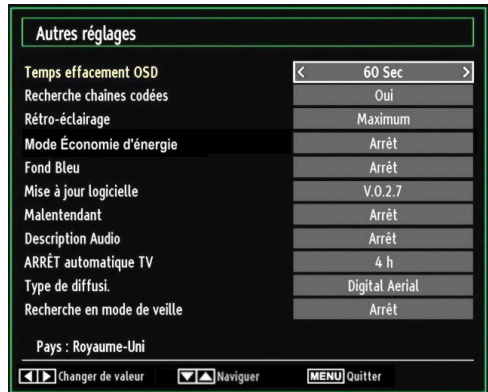 Autres réglages
Temps effacement OSD < 60 Sec >
Recherche chaînes codées Oui
Rétro-éclairage Maximum
Mode Économie d'énergie Arrêt
Fond Bleu Arrêt
Mise à jour logicielle V.0.2.7
Malentendant Arrêt
Description Audio Arrêt
ARRÊT automatique TV 4 h
Type de diffusi. Digital Aerial
Recherche en mode de veille Arrêt
Pays : Royaume-Uni
Changer de valeur Naviguer MENU Quitter